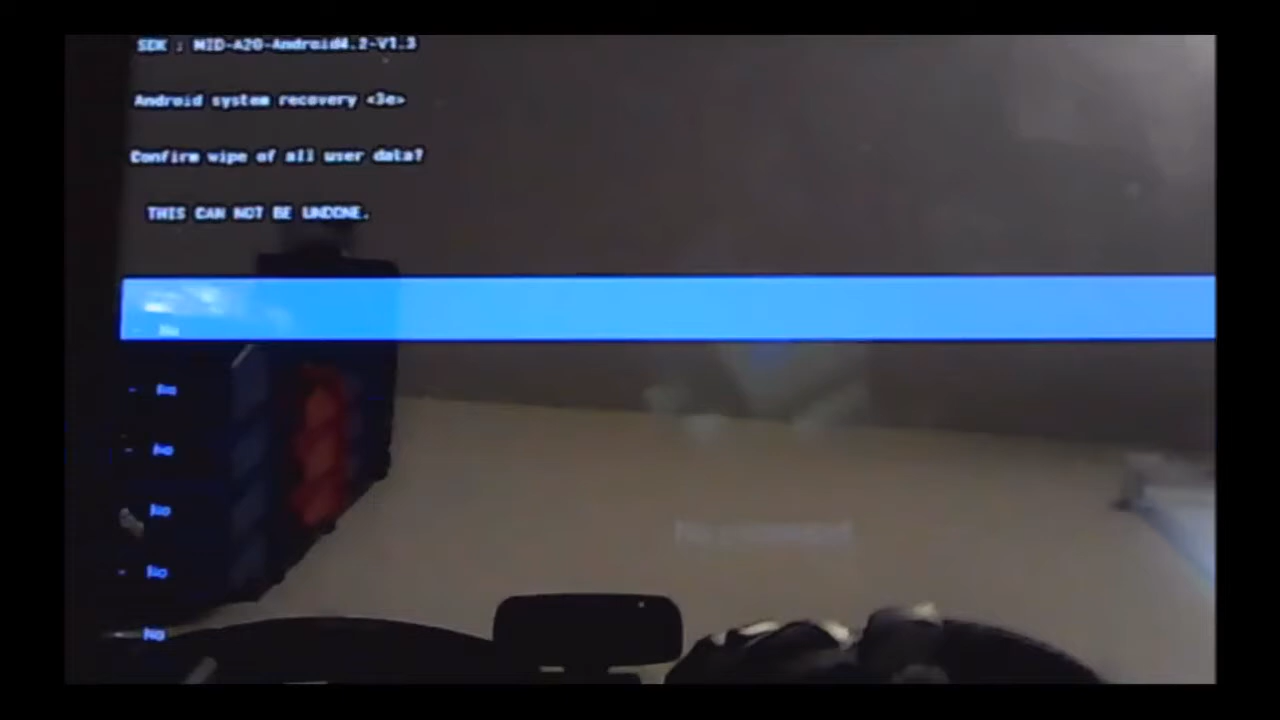 SDK : MID-A20-Android4.2-V1.3
Android system recovery <3e>
Confirm wipe of all user data?
THIS CAN NOT BE UNDONE.
- No
- No
- No
No
- No
No